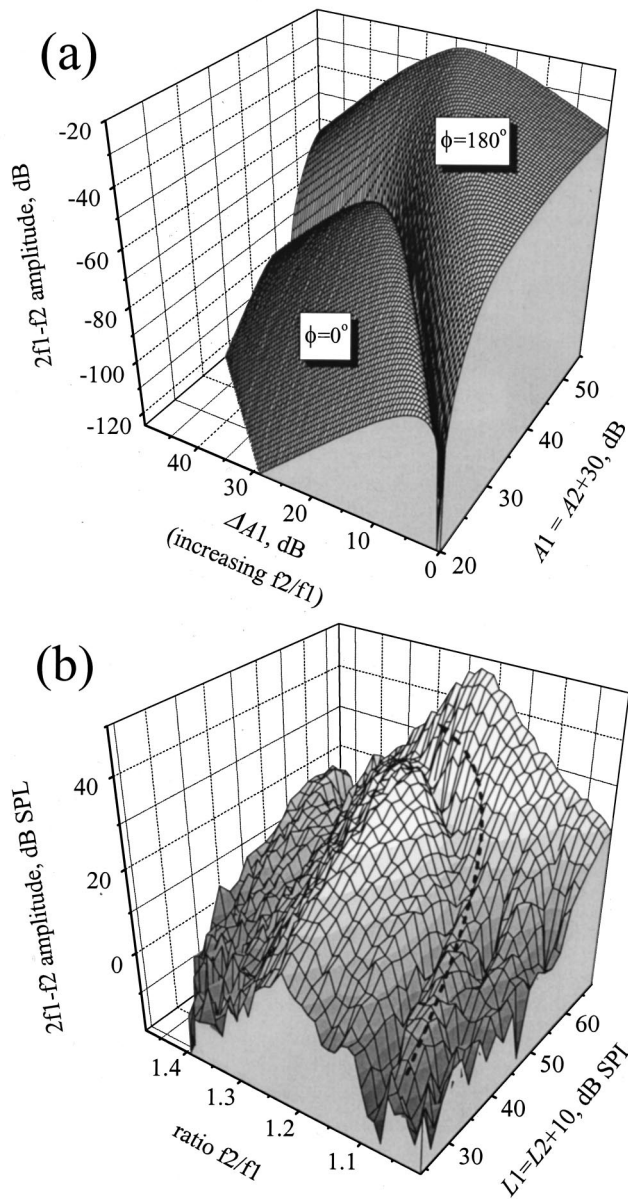 (a)
2f1-f2 amplitude, dB
-20
-40
-60
-80
-100
-120
ϕ=180°
ϕ=0°
40
30
20
10
0
ΔA1, dB
(increasing f2/f1)
20
30
40
50
A1 = A2+30, dB
(b)
2f1-f2 amplitude, dB SPL
40
20
0
1.4
1.3
1.2
1.1
ratio f2/f1
30
40
50
60
L1=L2+10, dB SPL